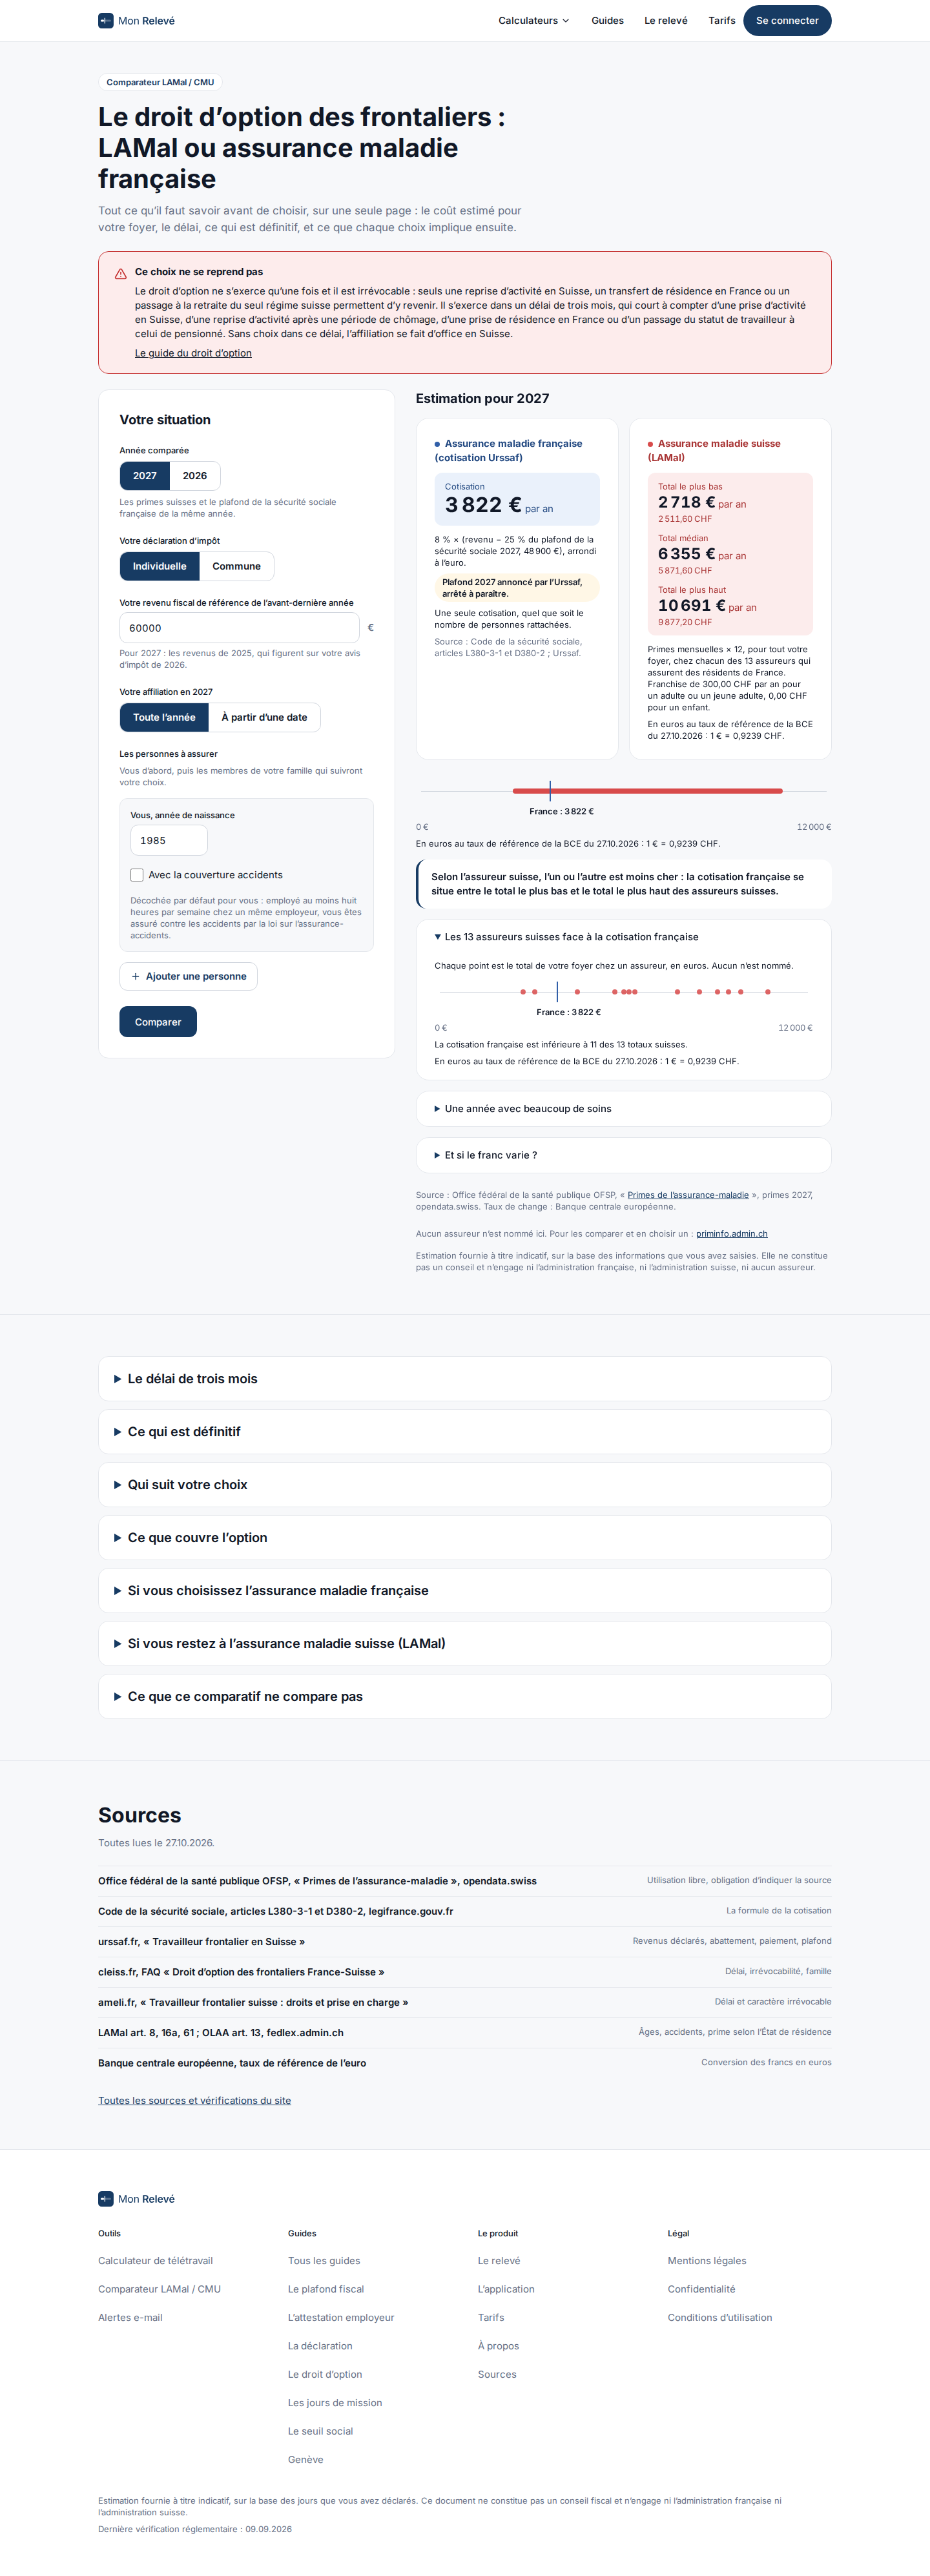 Mon Relevé
Calculateurs
Guides
Le relevé
Tarifs
Se connecter
Comparateur LAMal / CMU
Le droit d’option des frontaliers :
LAMal ou assurance maladie
française
Tout ce qu’il faut savoir avant de choisir, sur une seule page : le coût estimé pour
votre foyer, le délai, ce qui est définitif, et ce que chaque choix implique ensuite.
Ce choix ne se reprend pas
Le droit d’option ne s’exerce qu’une fois et il est irrévocable : seuls une reprise d’activité en Suisse, un transfert de résidence en France ou un
passage à la retraite du seul régime suisse permettent d’y revenir. Il s’exerce dans un délai de trois mois, qui court à compter d’une prise d’activité
en Suisse, d’une reprise d’activité après une période de chômage, d’une prise de résidence en France ou d’un passage du statut de travailleur à
celui de pensionné. Sans choix dans ce délai, l’affiliation se fait d’office en Suisse.
Le guide du droit d’option
Votre situation
Année comparée
2027
2026
Les primes suisses et le plafond de la sécurité sociale
française de la même année.
Votre déclaration d’impôt
Individuelle
Commune
Votre revenu fiscal de référence de l’avant-dernière année
60000
€
Pour 2027 : les revenus de 2025, qui figurent sur votre avis
d’impôt de 2026.
Votre affiliation en 2027
Toute l’année
À partir d’une date
Les personnes à assurer
Vous d’abord, puis les membres de votre famille qui suivront
votre choix.
Vous, année de naissance
1985
Avec la couverture accidents
Décochée par défaut pour vous : employé au moins huit
heures par semaine chez un même employeur, vous êtes
assuré contre les accidents par la loi sur l’assurance-
accidents.
+ Ajouter une personne
Comparer
Estimation pour 2027
Assurance maladie française
(cotisation Urssaf)
Cotisation
3 822 € par an
8 % × (revenu − 25 % du plafond de la
sécurité sociale 2027, 48 900 €), arrondi
à l’euro.
Plafond 2027 annoncé par l’Urssaf,
arrêté à paraître.
Une seule cotisation, quel que soit le
nombre de personnes rattachées.
Source : Code de la sécurité sociale,
articles L380-3-1 et D380-2 ; Urssaf.
Assurance maladie suisse
(LAMal)
Total le plus bas
2 718 € par an
2 511,60 CHF
Total médian
6 355 € par an
5 871,60 CHF
Total le plus haut
10 691 € par an
9 877,20 CHF
Primes mensuelles × 12, pour tout votre
foyer, chez chacun des 13 assureurs qui
assurent des résidents de France.
Franchise de 300,00 CHF par an pour
un adulte ou un jeune adulte, 0,00 CHF
pour un enfant.
En euros au taux de référence de la BCE
du 27.10.2026 : 1 € = 0,9239 CHF.
France : 3 822 €
0 €
12 000 €
En euros au taux de référence de la BCE du 27.10.2026 : 1 € = 0,9239 CHF.
Selon l’assureur suisse, l’un ou l’autre est moins cher : la cotisation française se
situe entre le total le plus bas et le total le plus haut des assureurs suisses.
Les 13 assureurs suisses face à la cotisation française
Chaque point est le total de votre foyer chez un assureur, en euros. Aucun n’est nommé.
France : 3 822 €
0 €
12 000 €
La cotisation française est inférieure à 11 des 13 totaux suisses.
En euros au taux de référence de la BCE du 27.10.2026 : 1 € = 0,9239 CHF.
Une année avec beaucoup de soins
Et si le franc varie ?
Source : Office fédéral de la santé publique OFSP, « Primes de l’assurance-maladie », primes 2027,
opendata.swiss. Taux de change : Banque centrale européenne.
Aucun assureur n’est nommé ici. Pour les comparer et en choisir un : priminfo.admin.ch
Estimation fournie à titre indicatif, sur la base des informations que vous avez saisies. Elle ne constitue
pas un conseil et n’engage ni l’administration française, ni l’administration suisse, ni aucun assureur.
Le délai de trois mois
Ce qui est définitif
Qui suit votre choix
Ce que couvre l’option
Si vous choisissez l’assurance maladie française
Si vous restez à l’assurance maladie suisse (LAMal)
Ce que ce comparatif ne compare pas
Sources
Toutes lues le 27.10.2026.
Office fédéral de la santé publique OFSP, « Primes de l’assurance-maladie », opendata.swiss
Utilisation libre, obligation d’indiquer la source
Code de la sécurité sociale, articles L380-3-1 et D380-2, legifrance.gouv.fr
La formule de la cotisation
urssaf.fr, « Travailleur frontalier en Suisse »
Revenus déclarés, abattement, paiement, plafond
cleiss.fr, FAQ « Droit d’option des frontaliers France-Suisse »
Délai, irrévocabilité, famille
ameli.fr, « Travailleur frontalier suisse : droits et prise en charge »
Délai et caractère irrévocable
LAMal art. 8, 16a, 61 ; OLAA art. 13, fedlex.admin.ch
Âges, accidents, prime selon l’État de résidence
Banque centrale européenne, taux de référence de l’euro
Conversion des francs en euros
Toutes les sources et vérifications du site
Mon Relevé
Outils
Calculateur de télétravail
Comparateur LAMal / CMU
Alertes e-mail
Guides
Tous les guides
Le plafond fiscal
L’attestation employeur
La déclaration
Le droit d’option
Les jours de mission
Le seuil social
Genève
Le produit
Le relevé
L’application
Tarifs
À propos
Sources
Légal
Mentions légales
Confidentialité
Conditions d’utilisation
Estimation fournie à titre indicatif, sur la base des jours que vous avez déclarés. Ce document ne constitue pas un conseil fiscal et n’engage ni l’administration française ni
l’administration suisse.
Dernière vérification réglementaire : 09.09.2026